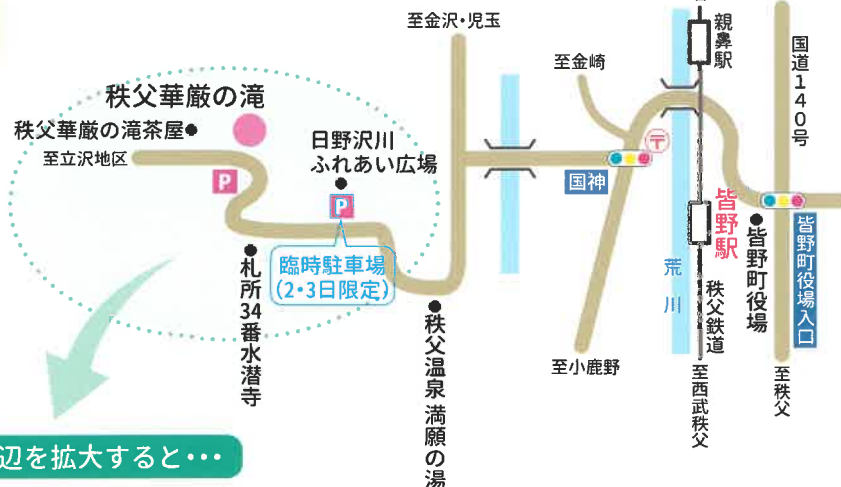 至金沢・児玉
親鼻駅
国道140号
至金崎
秩父華厳の滝
秩父華厳の滝茶屋
至立沢地区
日野沢川
ふれあい広場
P
P
〒
国神
皆野駅
皆野町役場
皆野町役場入口
臨時駐車場
(2・3日限定)
荒川
札所34番水潜寺
秩父鉄道
秩父温泉 満願の湯
至小鹿野
至西武秩父
至秩父
辺を拡大すると・・・